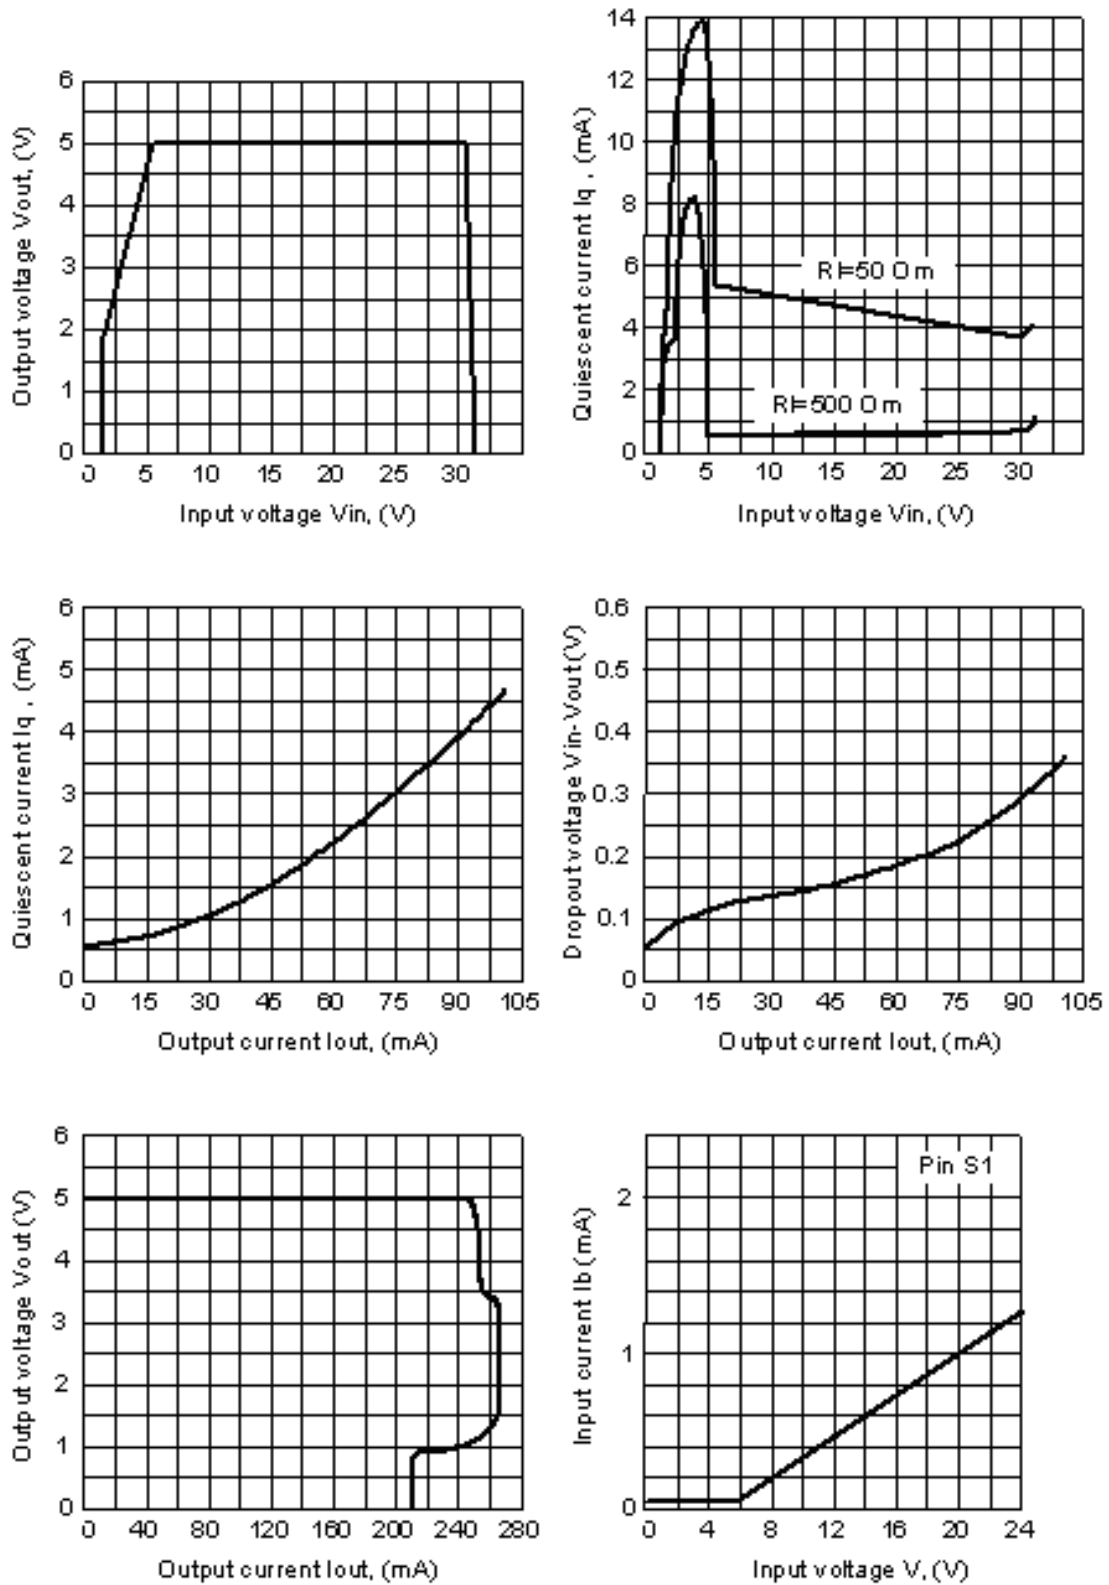 Output voltage Vout, (V)
6
5
4
3
2
1
0
0 5 10 15 20 25 30
Input voltage Vin, (V)
Quiescent current Iq , (mA)
14
12
10
8
6
4
2
0
Rl=50 Om
Rl=500 Om
0 5 10 15 20 25 30
Input voltage Vin, (V)
Quiescent current Iq , (mA)
6
5
4
3
2
1
0
0 15 30 45 60 75 90 105
Output current Iout, (mA)
Dropout voltage Vin-Vout (V)
0.6
0.5
0.4
0.3
0.2
0.1
0
0 15 30 45 60 75 90 105
Output current Iout, (mA)
Output voltage Vout (V)
6
5
4
3
2
1
0
0 40 80 120 160 200 240 280
Output current Iout, (mA)
Input current Ib (mA)
Pin S1
2
1
0
0 4 8 12 16 20 24
Input voltage V, (V)